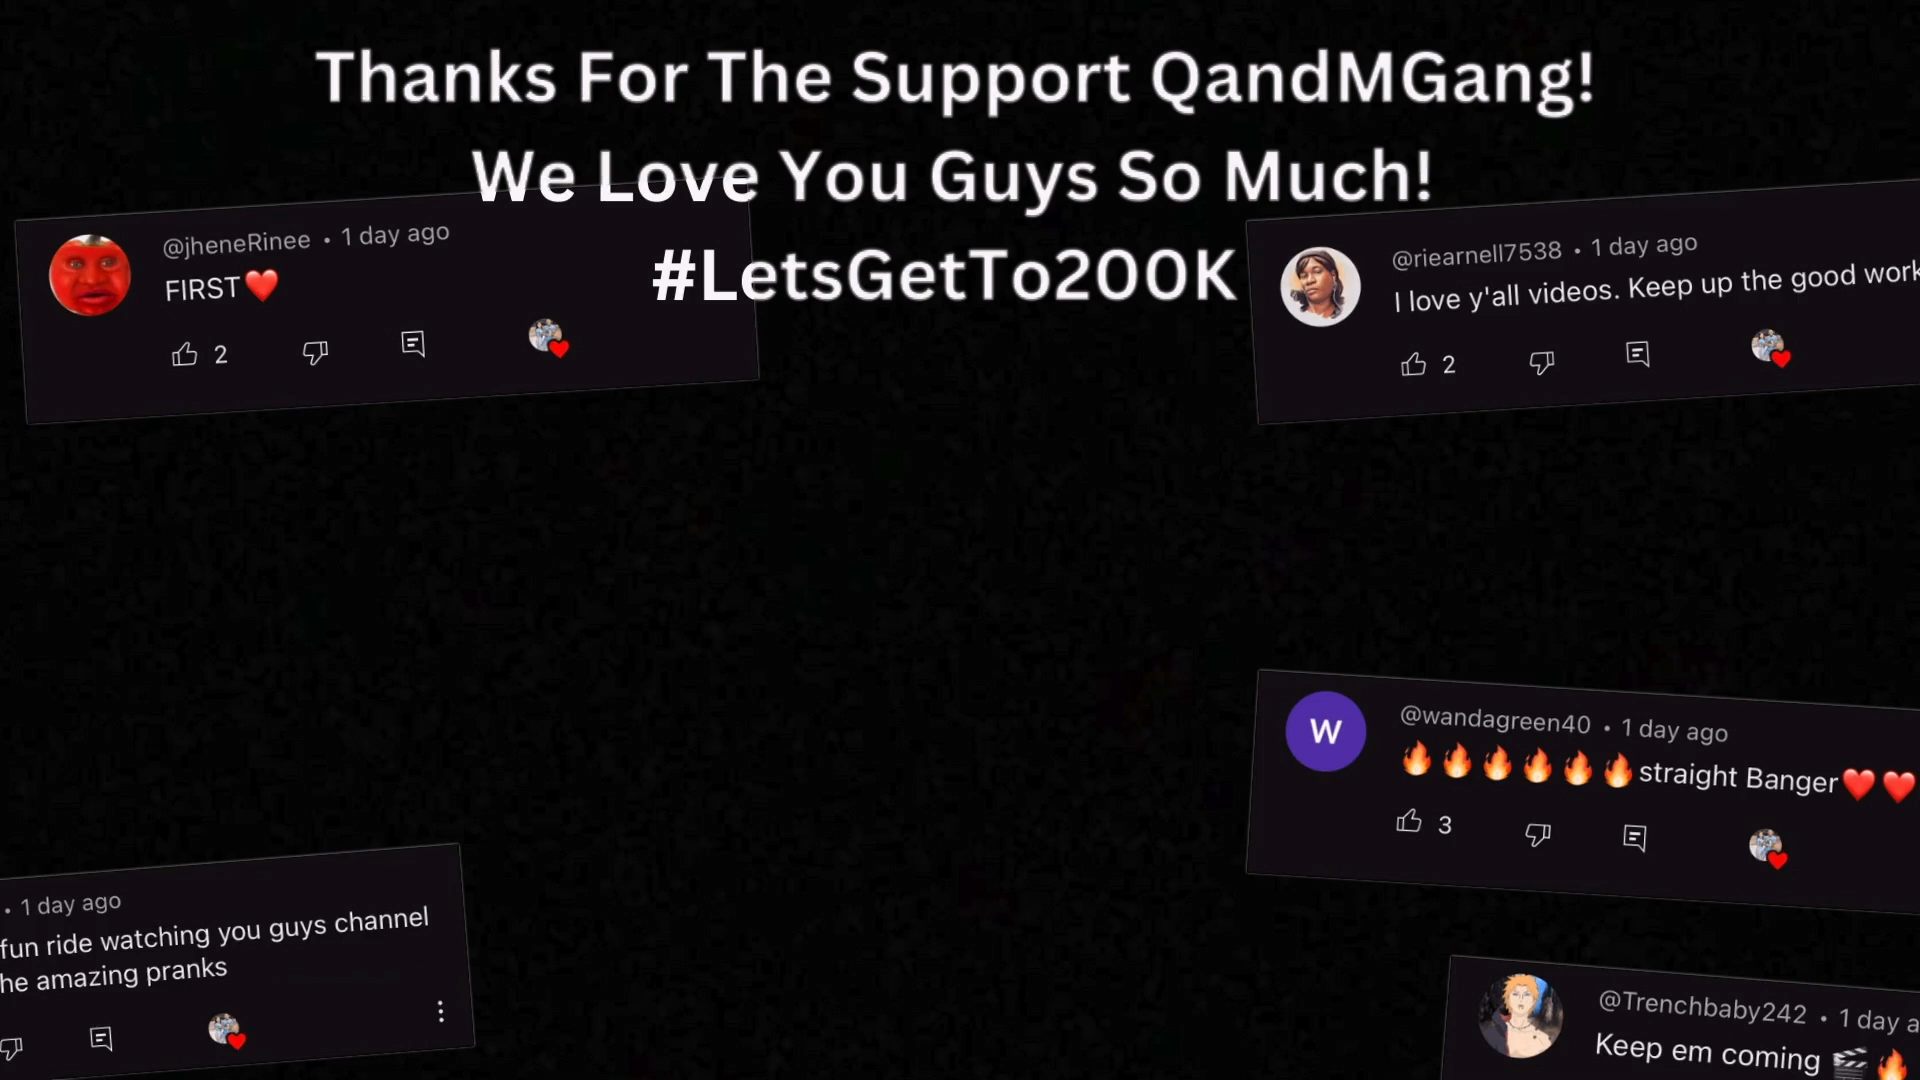 Thanks For The Support QandMGang!
We Love You Guys So Much!
#LetsGetTo200K
@jheneRinee • 1 day ago
FIRST❤️
2
@riearnell7538 • 1 day ago
I love y'all videos. Keep up the good work
2
@wandagreen40 • 1 day ago
🔥🔥🔥🔥🔥🔥straight Banger❤️❤️
3
W
• 1 day ago
fun ride watching you guys channel
he amazing pranks
@Trenchbaby242 • 1 day a
Keep em coming 🎬🔥